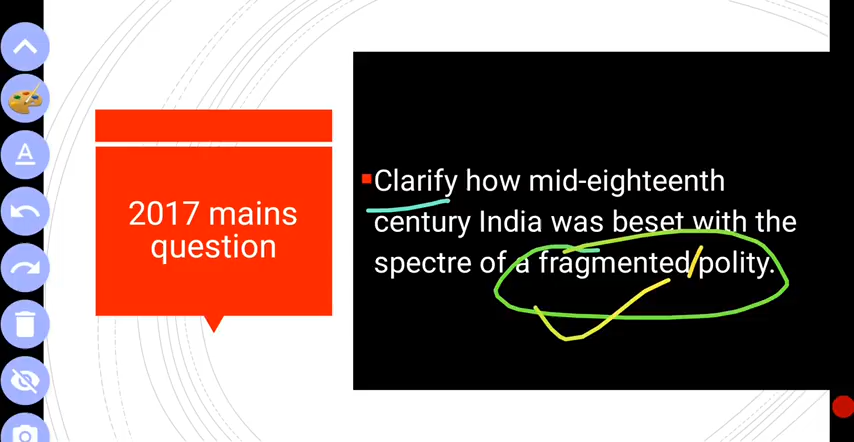 2017 mains
question
Clarify how mid-eighteenth
century India was beset with the
spectre of a fragmented polity.